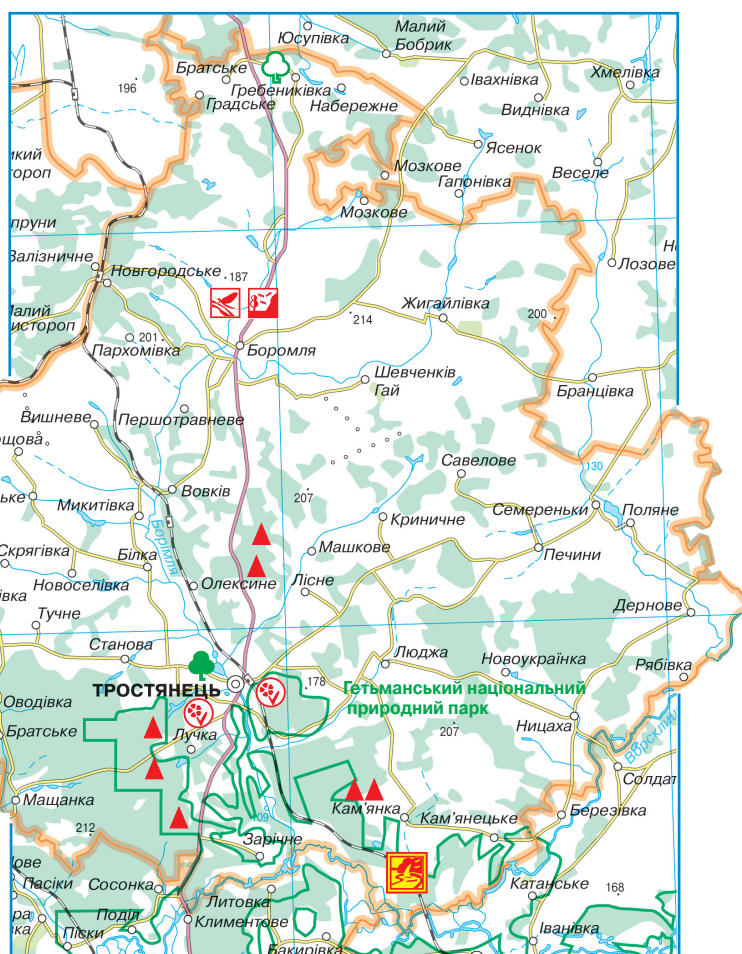 Юсупівка
Малий
Бобрик
Братське
196
Гребениківка
Градське
Набережне
Івахнівка
Хмелівка
Виднівка
Ясенок
Мозкове
Гапонівка
Веселе
Мозкове
Залізничне
Новгородське
187
Лозове
Жигайлівка
214
200
201
Пархомівка
Боромля
Шевченків
Гай
Бранцівка
Вишневе
Першотравневе
Савелове
130
207
Вовків
Микитівка
Криничне
Семереньки
Поляне
Боромля
Машкове
Печини
Скрягівка
Білка
Новоселівка
Олексине
Лісне
Тучне
Дернове
Станова
Люджа
Новоукраїнка
Рябівка
ТРОСТЯНЕЦЬ
178
Гетьманський національний
природний парк
Оводівка
Братське
Лучка
207
Ницаха
Ворскла
Солдат
Мащанка
Кам'янка
Кам'янецьке
Березівка
109
212
Зарічне
Пасіки
Сосонка
Катанське
168
Литовка
Поділ
Климентове
Піски
Іванівка
Бакирівка